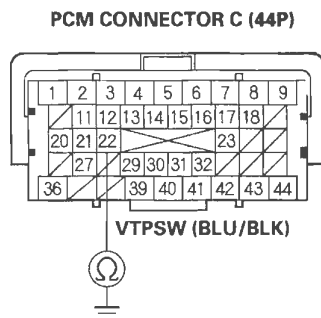 PCM CONNECTOR C (44P)
1 2 3 4 5 6 7 8 9
11 12 13 14 15 16 17 18
20 21 22 23
27 29 30 31 32
36 39 40 41 42 43 44
VTPSW (BLU/BLK)
Ω